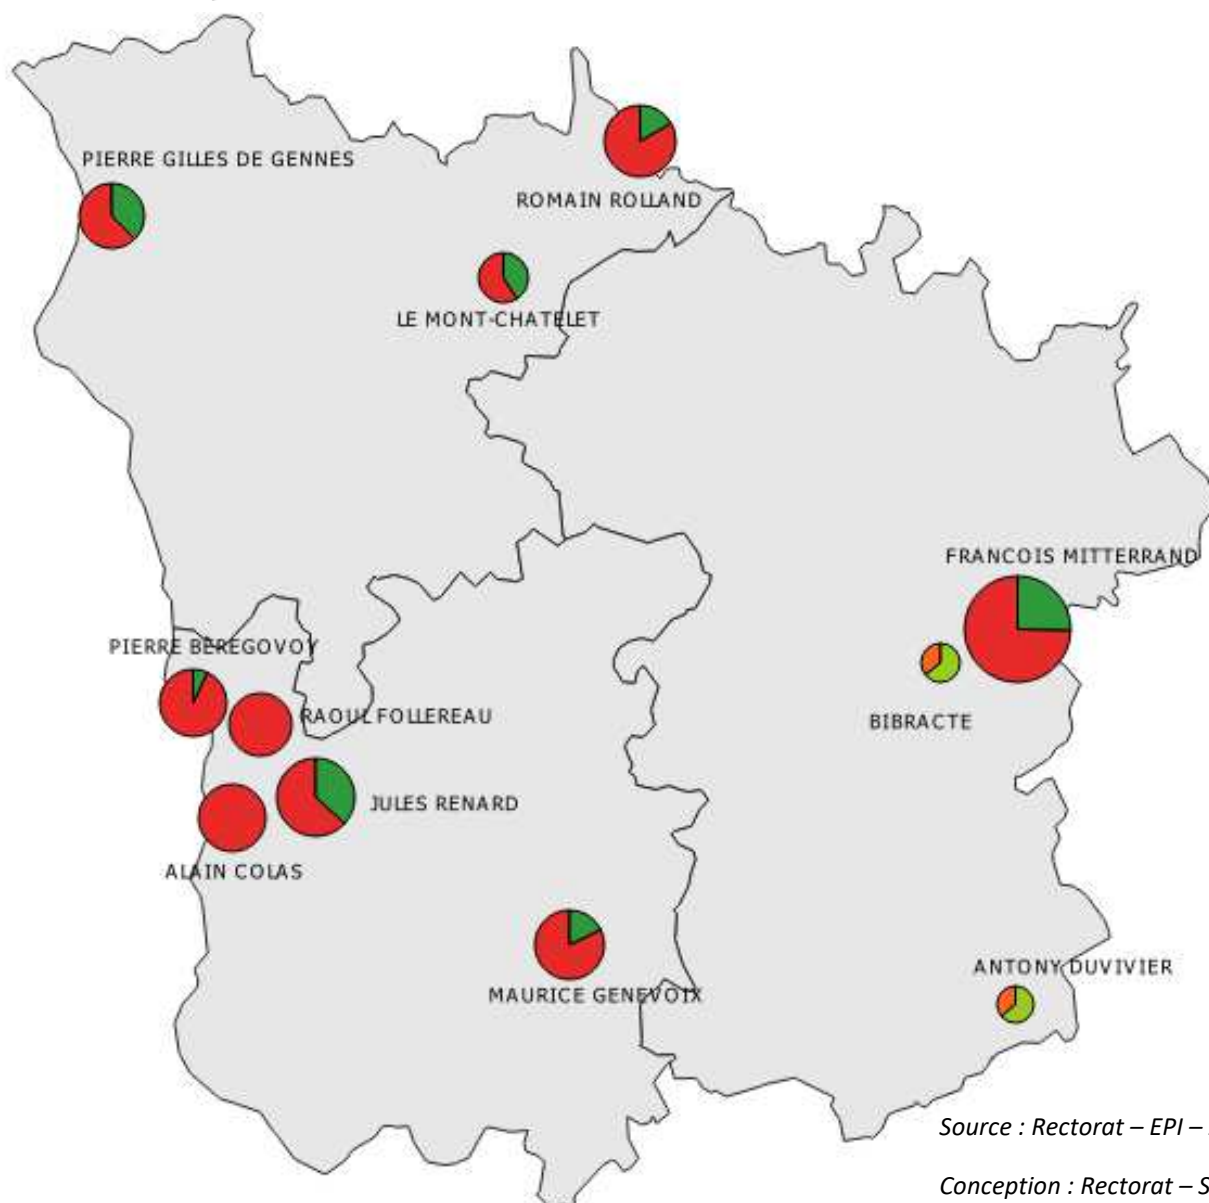 PIERRE GILLES DE GENNES
ROMAIN ROLLAND
LE MONT-CHATELET
FRANCOIS MITTERRAND
PIERRE BEREGOVOY
RAOUL FOLLEREAU
BIBRACTE
JULES RENARD
ALAIN COLAS
ANTONY DUVIVIER
MAURICE GENEVOIX
Source : Rectorat – EPI –
Conception : Rectorat – S